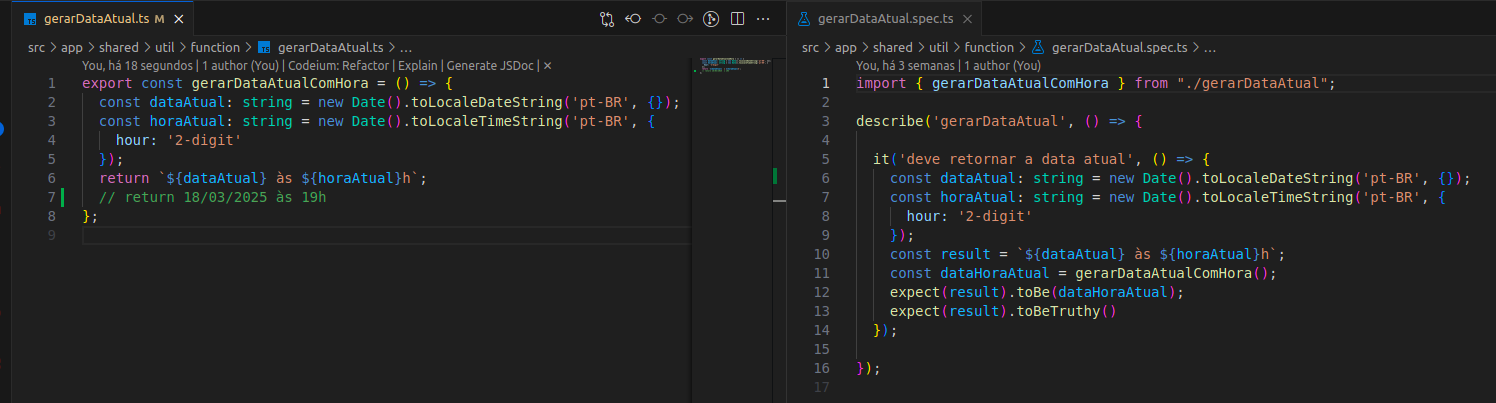 gerarDataAtual.ts M
src > app > shared > util > function > TS gerarDataAtual.ts > ...
You, há 18 segundos | 1 author (You) | Codeium: Refactor | Explain | Generate JSDoc | ×
1 export const gerarDataAtualComHora = () => {
2 const dataAtual: string = new Date().toLocaleDateString('pt-BR', {});
3 const horaAtual: string = new Date().toLocaleTimeString('pt-BR', {
4 hour: '2-digit'
5 });
6 return `${dataAtual} às ${horaAtual}h`;
7 // return 18/03/2025 às 19h
8 };
9
gerarDataAtual.spec.ts
src > app > shared > util > function > gerarDataAtual.spec.ts > ...
You, há 3 semanas | 1 author (You)
1 import { gerarDataAtualComHora } from "./gerarDataAtual";
2
3 describe('gerarDataAtual', () => {
4
5 it('deve retornar a data atual', () => {
6 const dataAtual: string = new Date().toLocaleDateString('pt-BR', {});
7 const horaAtual: string = new Date().toLocaleTimeString('pt-BR', {
8 hour: '2-digit'
9 });
10 const result = `${dataAtual} às ${horaAtual}h`;
11 const dataHoraAtual = gerarDataAtualComHora();
12 expect(result).toBe(dataHoraAtual);
13 expect(result).toBeTruthy()
14 });
15
16 });
17